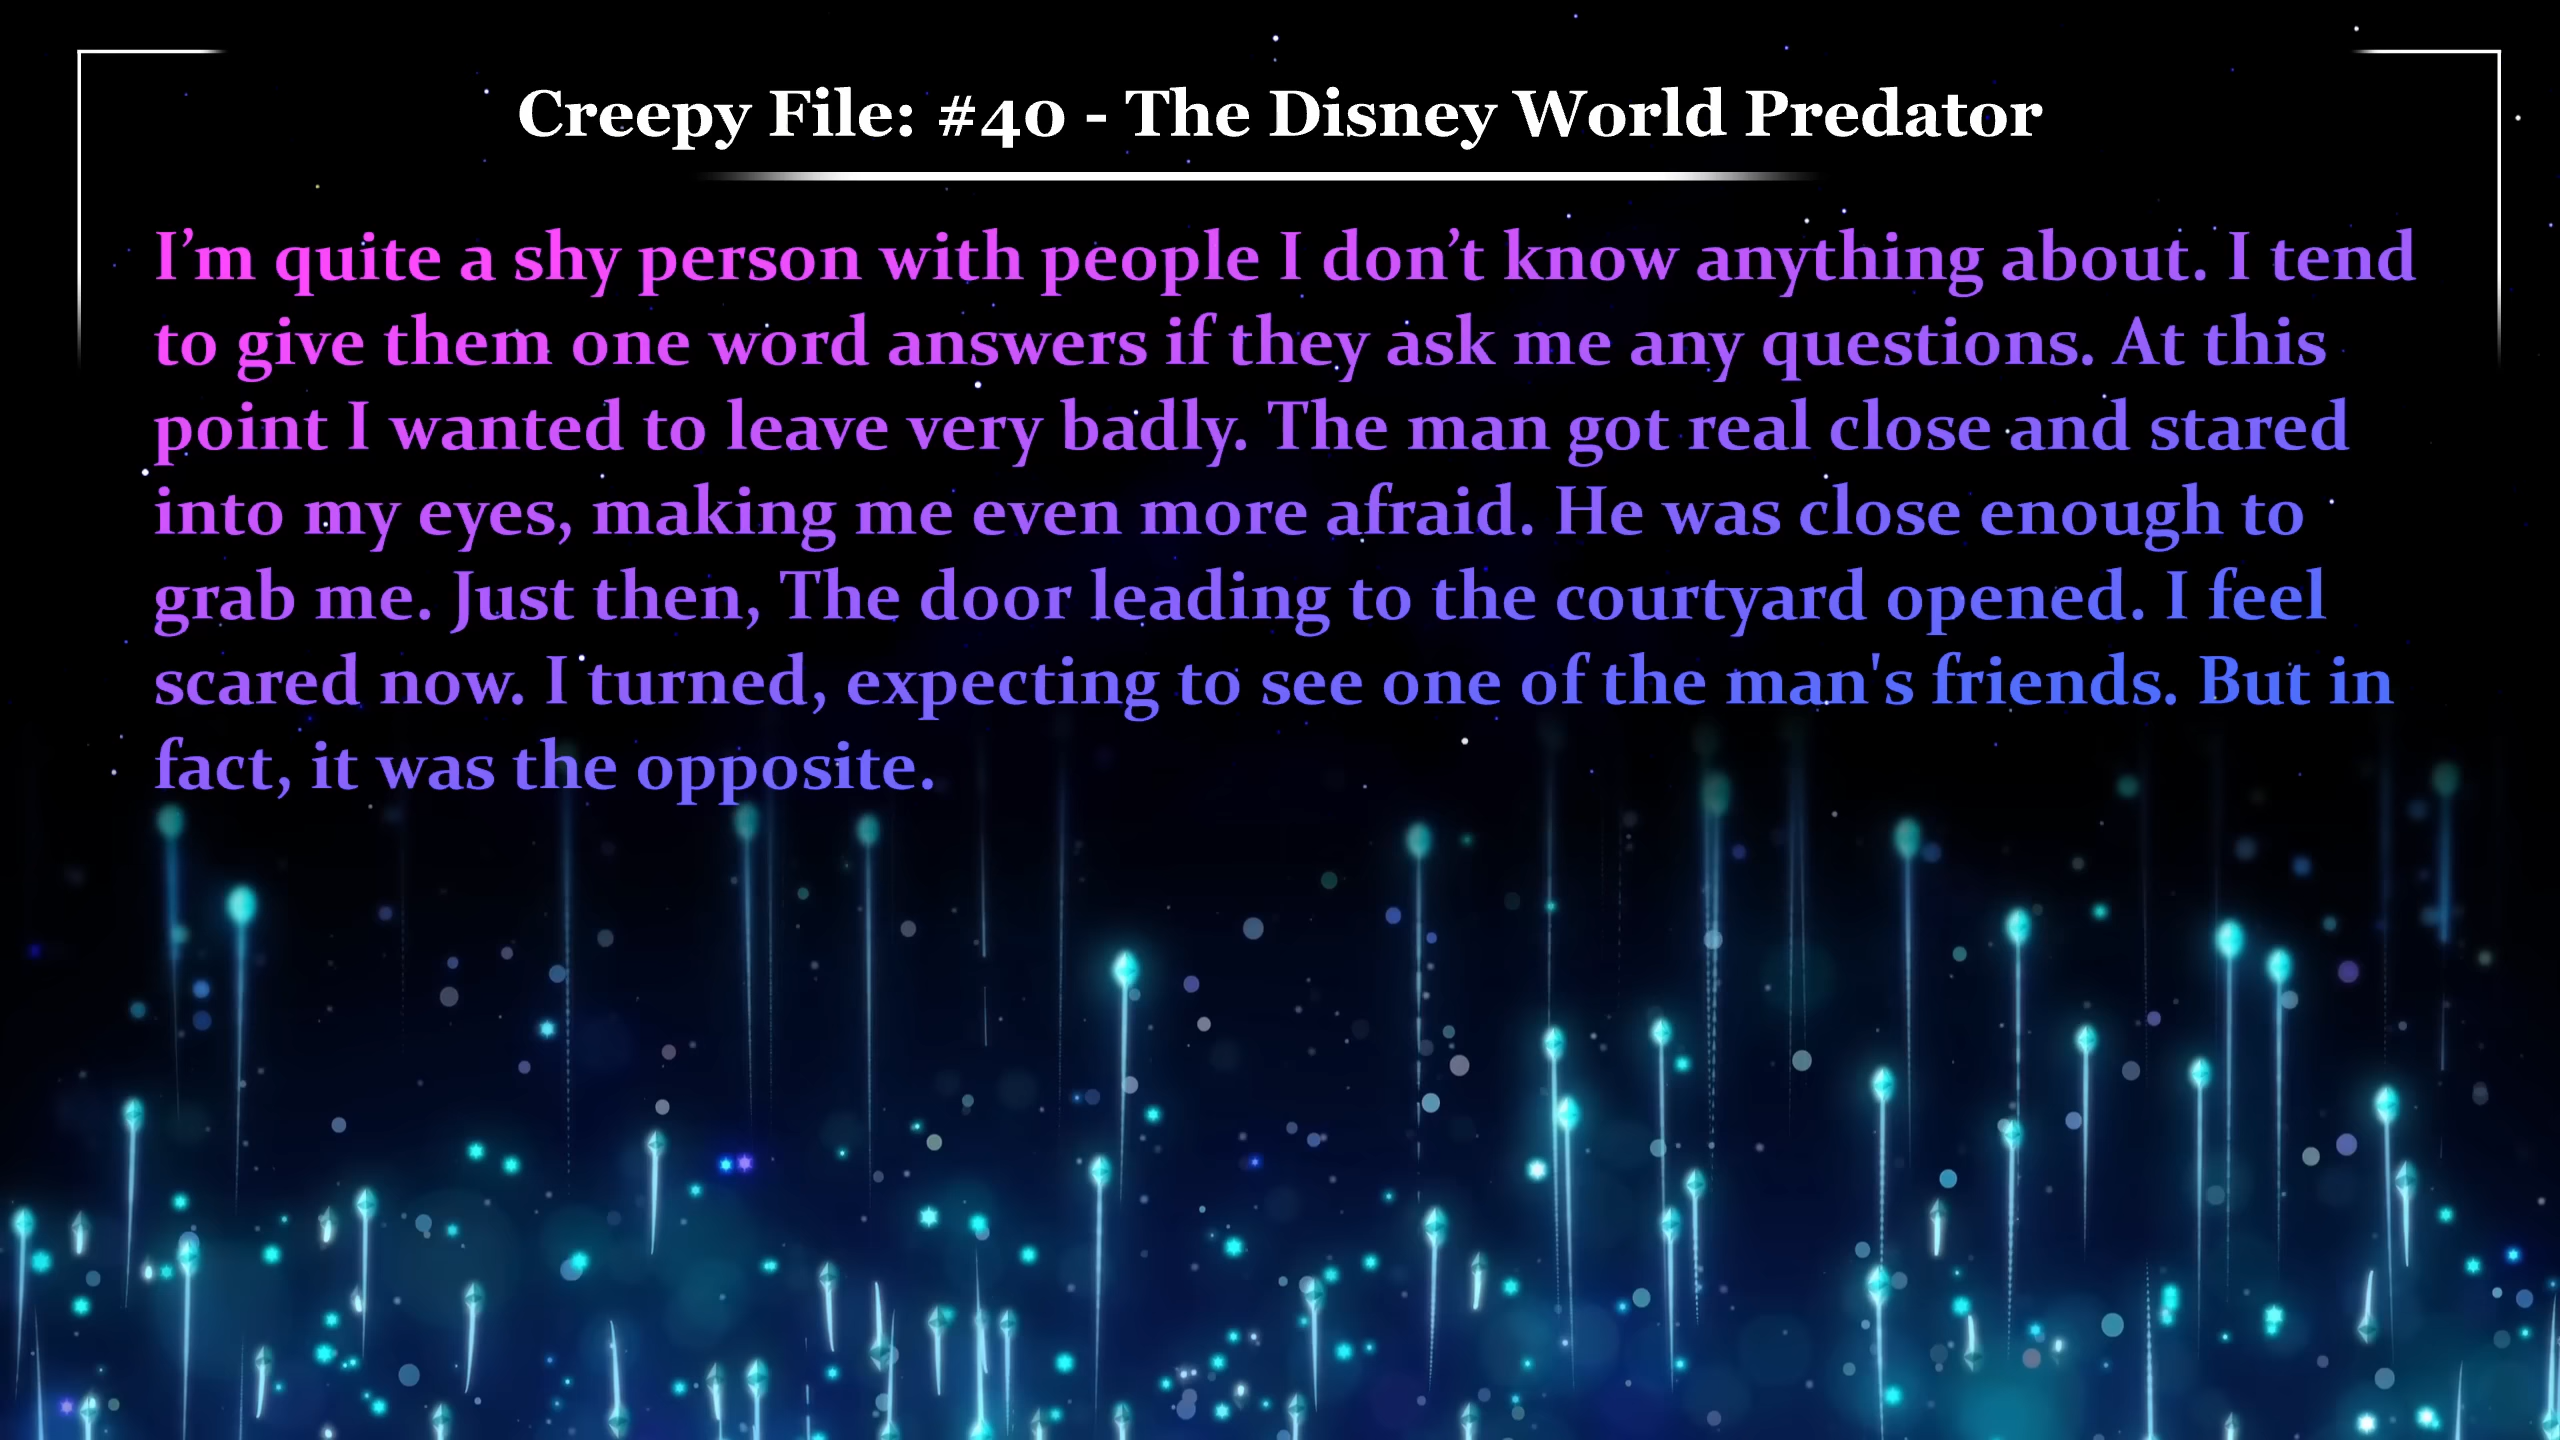 Creepy File: #40 - The Disney World Predator
I’m quite a shy person with people I don’t know anything about. I tend
to give them one word answers if they ask me any questions. At this
point I wanted to leave very badly. The man got real close and stared
into my eyes, making me even more afraid. He was close enough to
grab me. Just then, The door leading to the courtyard opened. I feel
scared now. I turned, expecting to see one of the man's friends. But in
fact, it was the opposite.